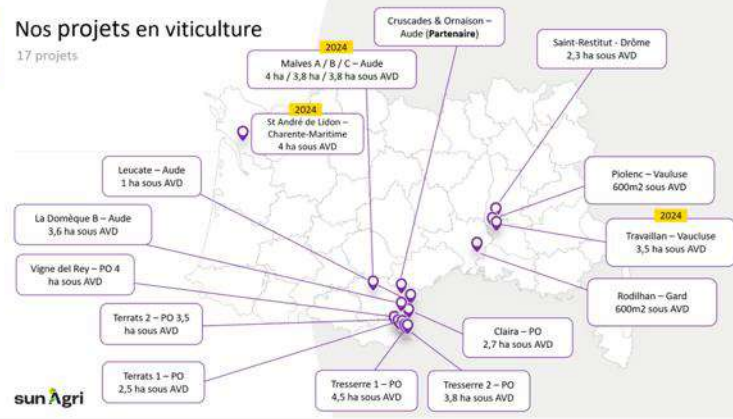 Nos projets en viticulture
17 projets
Cruscades & Ornaison –
Aude (Partenaire)
2024
Malves A / B / C – Aude
4 ha / 3,8 ha / 3,8 ha sous AVD
Saint-Restitut - Drôme
2,3 ha sous AVD
2024
St André de Lidon –
Charente-Maritime
4 ha sous AVD
Leucate – Aude
1 ha sous AVD
Piolenc – Vauluse
600m2 sous AVD
La Domèque B – Aude
3,6 ha sous AVD
2024
Travaillan – Vaucluse
3,5 ha sous AVD
Vigne del Rey – PO 4
ha sous AVD
Rodilhan – Gard
600m2 sous AVD
Terrats 2 – PO 3,5
ha sous AVD
Claira – PO
2,7 ha sous AVD
Terrats 1 – PO
2,5 ha sous AVD
Tresserre 1 – PO
4,5 ha sous AVD
Tresserre 2 – PO
3,8 ha sous AVD
sun Agri